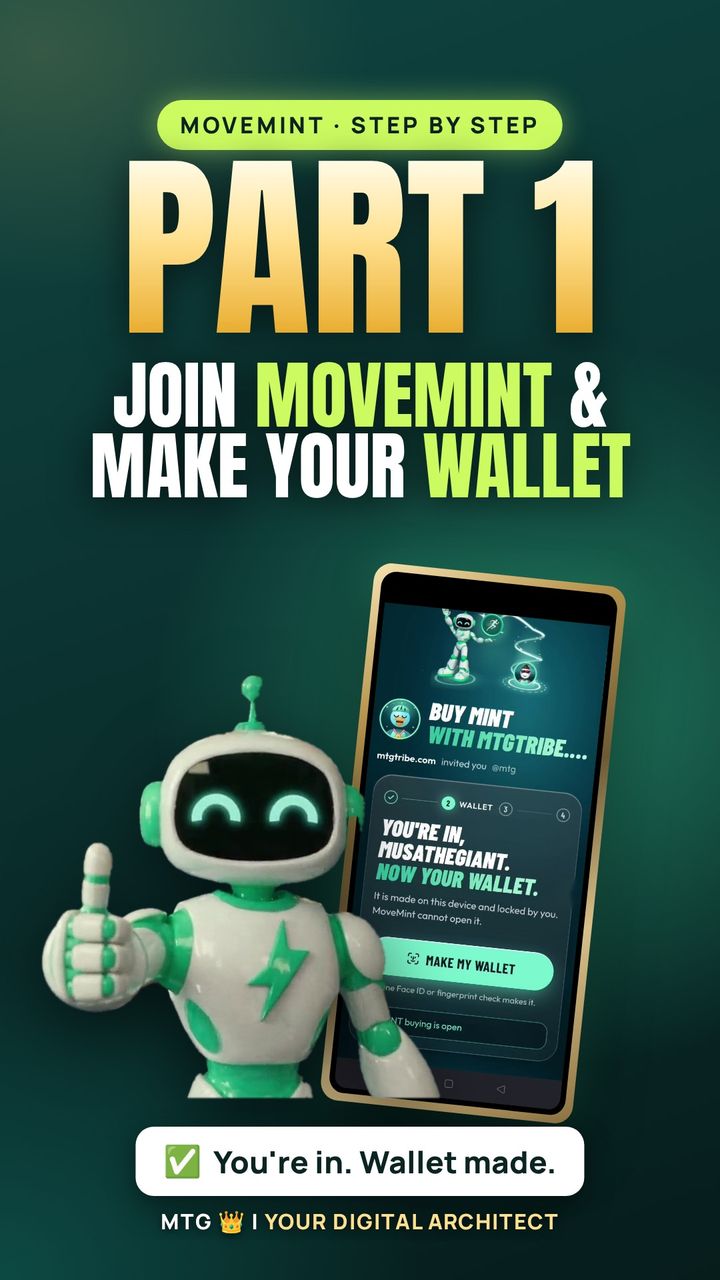 MOVEMINT · STEP BY STEP
PART 1
JOIN MOVEMINT &
MAKE YOUR WALLET
BUY MINT
WITH MTGTRIBE....
mtgtribe.com invited you @mtg
2 WALLET 3 4
YOU'RE IN,
MUSATHEGIANT.
NOW YOUR WALLET.
It is made on this device and locked by you.
MoveMint cannot open it.
MAKE MY WALLET
Face ID or fingerprint check makes it.
buying is open
✅ You're in. Wallet made.
MTG 👑 | YOUR DIGITAL ARCHITECT